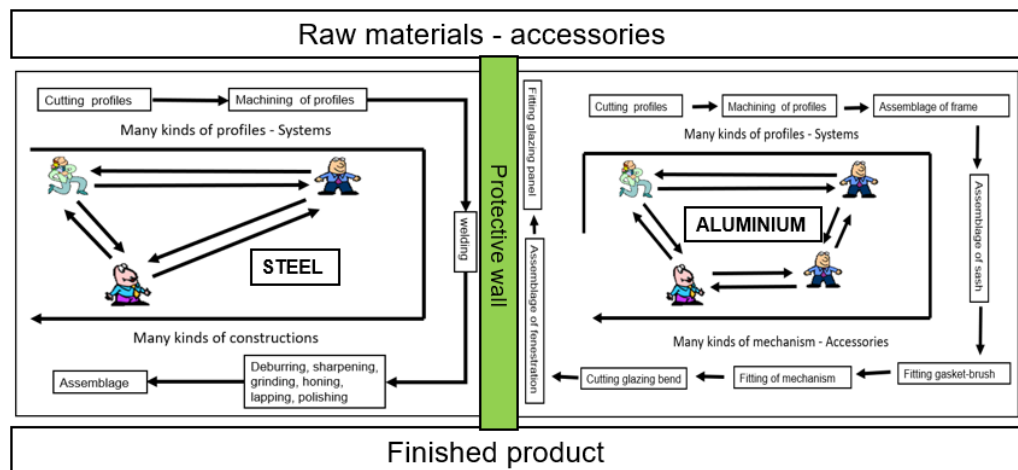 Raw materials - accessories
Cutting profiles
Machining of profiles
Many kinds of profiles - Systems
welding
STEEL
Many kinds of constructions
Deburring, sharpening,
grinding, honing,
lapping, polishing
Assemblage
Protective wall
Cutting profiles
Machining of profiles
Assemblage of frame
Many kinds of profiles - Systems
Assemblage of sash
ALUMINIUM
Many kinds of mechanism - Accessories
Fitting gasket-brush
Fitting of mechanism
Cutting glazing bend
Assemblage of fenestration
Fitting glazing panel
Finished product